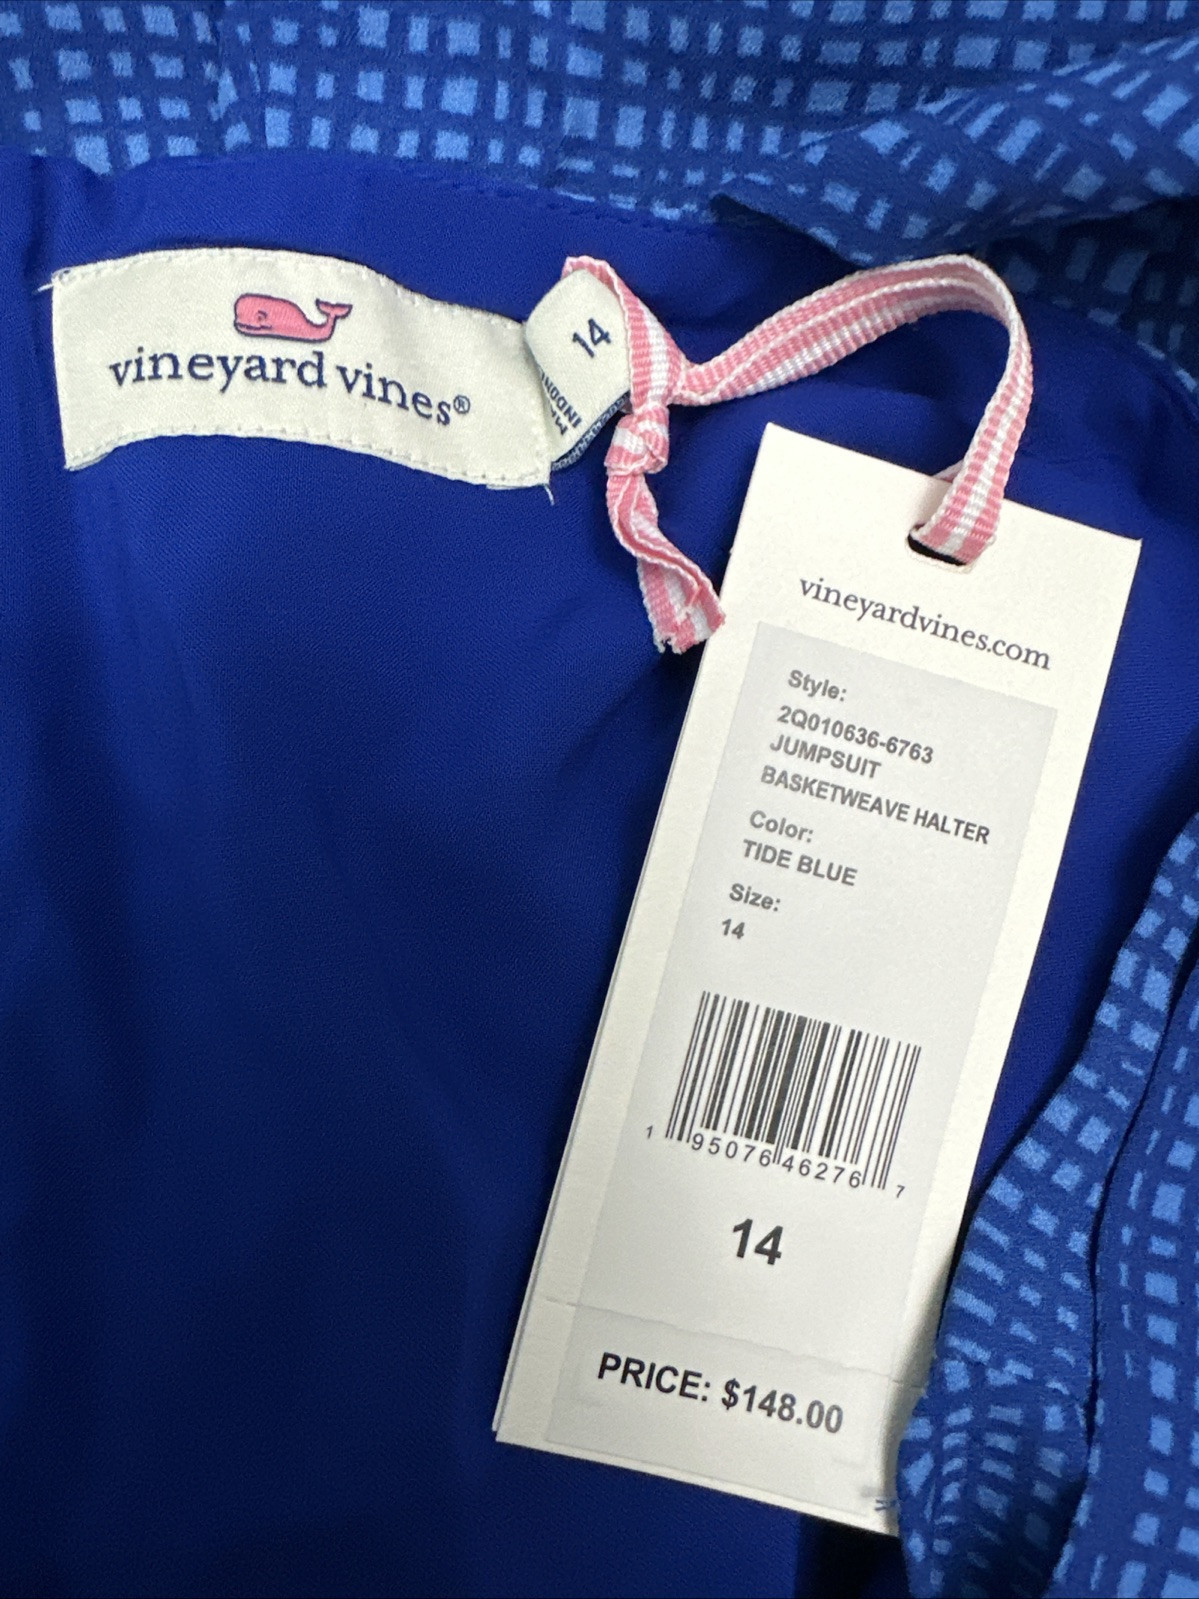 vineyard vines®
14
vineyardvines.com
Style:
2Q010636-6763
JUMPSUIT
BASKETWEAVE HALTER
Color:
TIDE BLUE
Size:
14
1 95076 46276 7
14
PRICE: $148.00